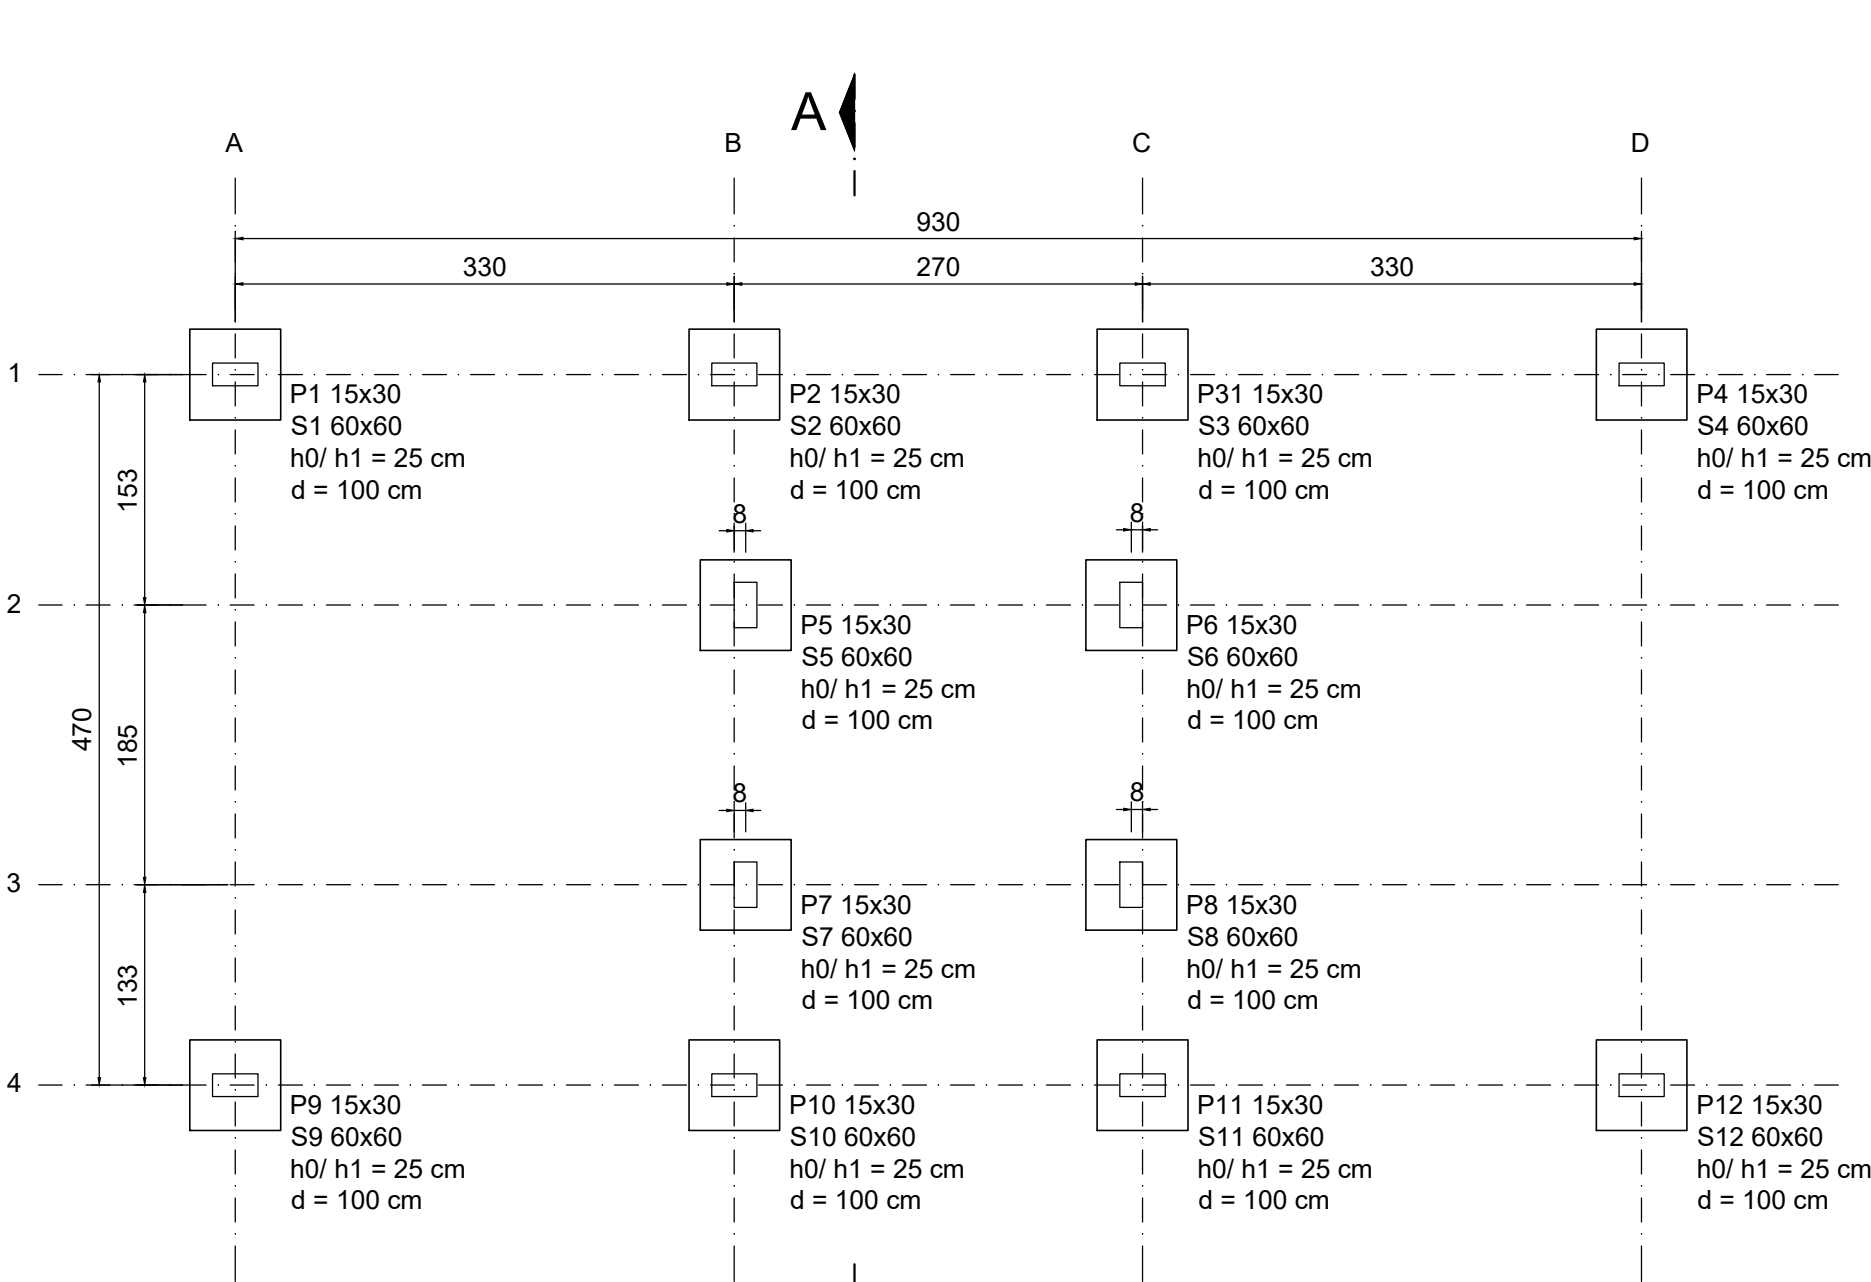 A
A
B
C
D
930
330
270
330
1
P1 15x30
S1 60x60
h0/ h1 = 25 cm
d = 100 cm
P2 15x30
S2 60x60
h0/ h1 = 25 cm
d = 100 cm
P31 15x30
S3 60x60
h0/ h1 = 25 cm
d = 100 cm
P4 15x30
S4 60x60
h0/ h1 = 25 cm
d = 100 cm
153
8
8
2
P5 15x30
S5 60x60
h0/ h1 = 25 cm
d = 100 cm
P6 15x30
S6 60x60
h0/ h1 = 25 cm
d = 100 cm
470
185
8
8
3
P7 15x30
S7 60x60
h0/ h1 = 25 cm
d = 100 cm
P8 15x30
S8 60x60
h0/ h1 = 25 cm
d = 100 cm
133
4
P9 15x30
S9 60x60
h0/ h1 = 25 cm
d = 100 cm
P10 15x30
S10 60x60
h0/ h1 = 25 cm
d = 100 cm
P11 15x30
S11 60x60
h0/ h1 = 25 cm
d = 100 cm
P12 15x30
S12 60x60
h0/ h1 = 25 cm
d = 100 cm